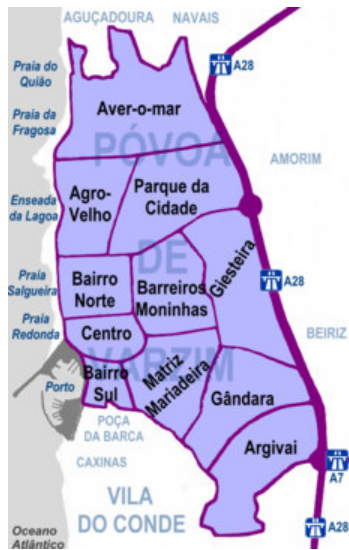 AGUÇADOURA
NAVAIS
Praia do
Quião
A28
Aver-o-mar
Praia da
Fragosa
PÓVOA
AMORIM
Parque da
Cidade
Agro-
Velho
Enseada
da Lagoa
DE
Giesteira
Praia
Salgueira
Bairro
Norte
Barreiros
Moninhas
A28
Praia
Redonda
Centro
BEIRIZ
VARZIM
Porto
Bairro
Sul
Matriz
Mariadeira
Gândara
POÇA
DA BARCA
Argivai
CAXINAS
A7
VILA
DO CONDE
Oceano
Atlântico
A28